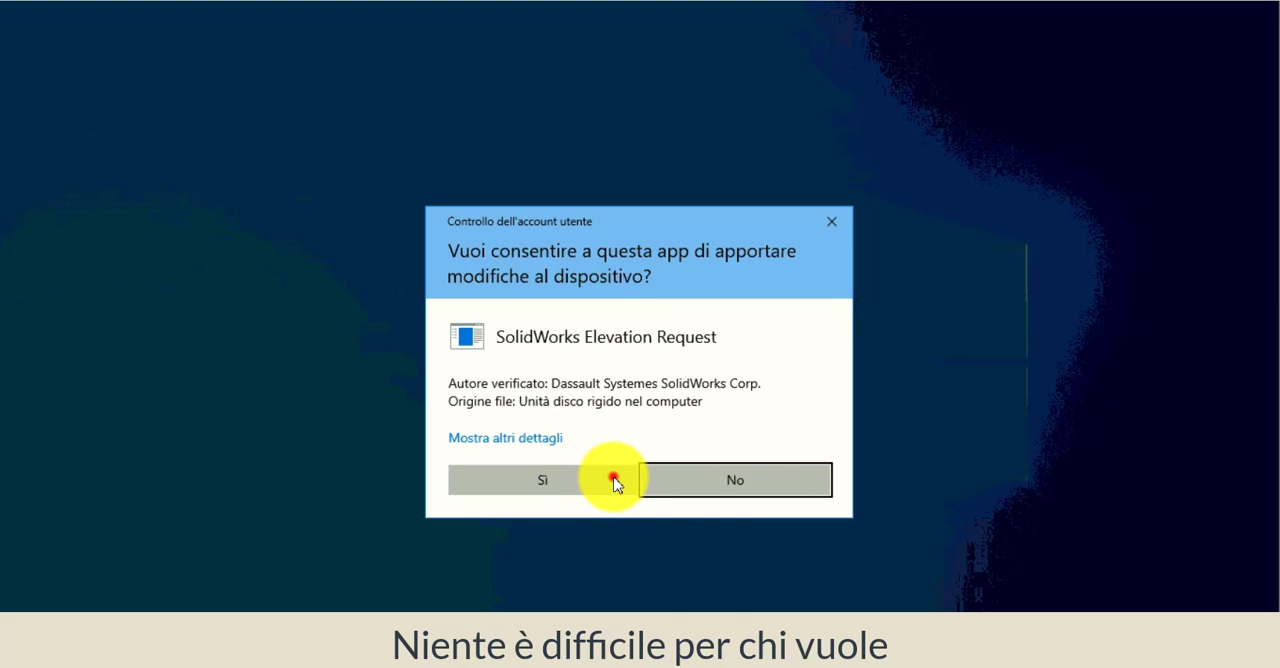 Controllo dell'account utente
Vuoi consentire a questa app di apportare
modifiche al dispositivo?
SolidWorks Elevation Request
Autore verificato: Dassault Systemes SolidWorks Corp.
Origine file: Unità disco rigido nel computer
Mostra altri dettagli
Sì
No
Niente è difficile per chi vuole